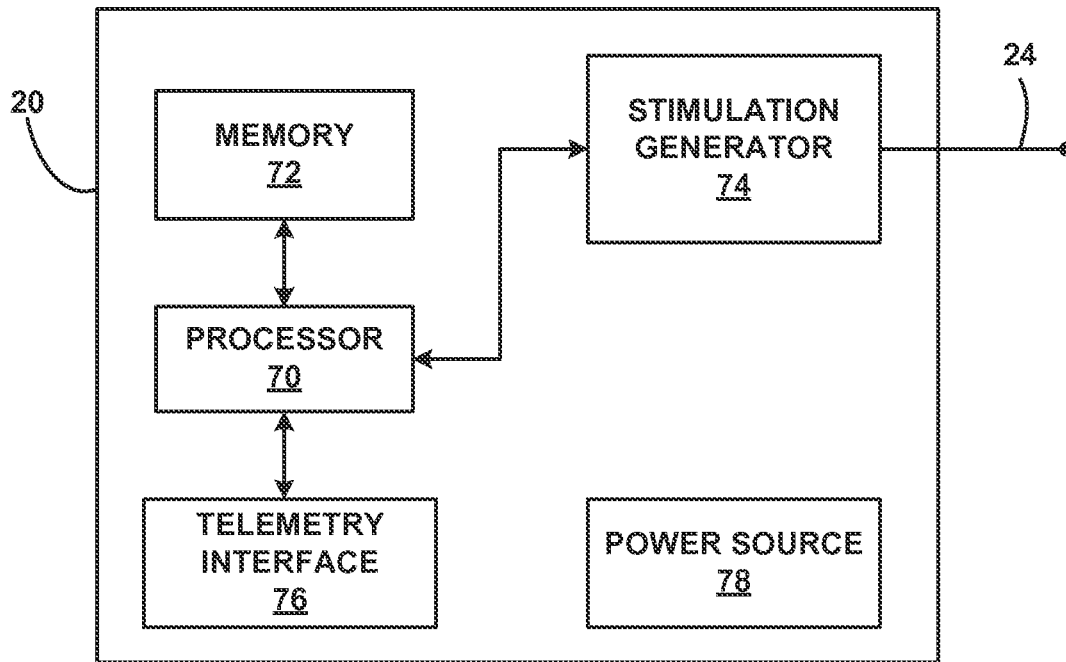 20
24
MEMORY
72
STIMULATION
GENERATOR
74
PROCESSOR
70
TELEMETRY
INTERFACE
76
POWER SOURCE
78